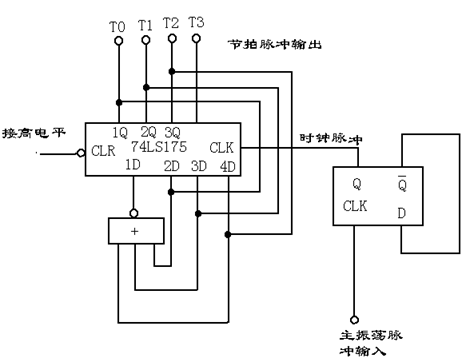 T0 T1 T2 T3
节拍脉冲输出
1Q 2Q 3Q
接高电平
CLR 74LS175 CLK
1D 2D 3D 4D
时钟脉冲
Q Q̅
CLK D
+
主振荡脉
冲输入